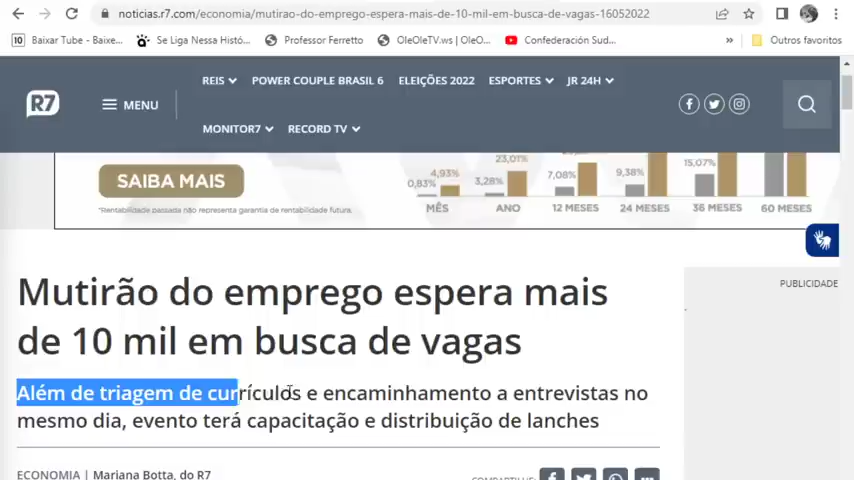 noticias.r7.com/economia/mutirao-do-emprego-espera-mais-de-10-mil-em-busca-de-vagas-16052022
10 Baixar Tube - Baixe... Se Liga Nessa Histó... Professor Ferretto OleOleTV.ws | OleO... Confederación Sud... » Outros favoritos
REIS POWER COUPLE BRASIL 6 ELEIÇÕES 2022 ESPORTES JR 24H
R7 MENU
MONITOR7 RECORD TV
SAIBA MAIS
*Rentabilidade passada não representa garantia de rentabilidade futura.
0,83% 4,93% 3,28% 23,01% 7,08% 9,38% 15,07%
MÊS ANO 12 MESES 24 MESES 36 MESES 60 MESES
PUBLICIDADE
Mutirão do emprego espera mais
de 10 mil em busca de vagas
Além de triagem de currículos e encaminhamento a entrevistas no
mesmo dia, evento terá capacitação e distribuição de lanches
ECONOMIA | Mariana Botta, do R7
COMPARTILHE: